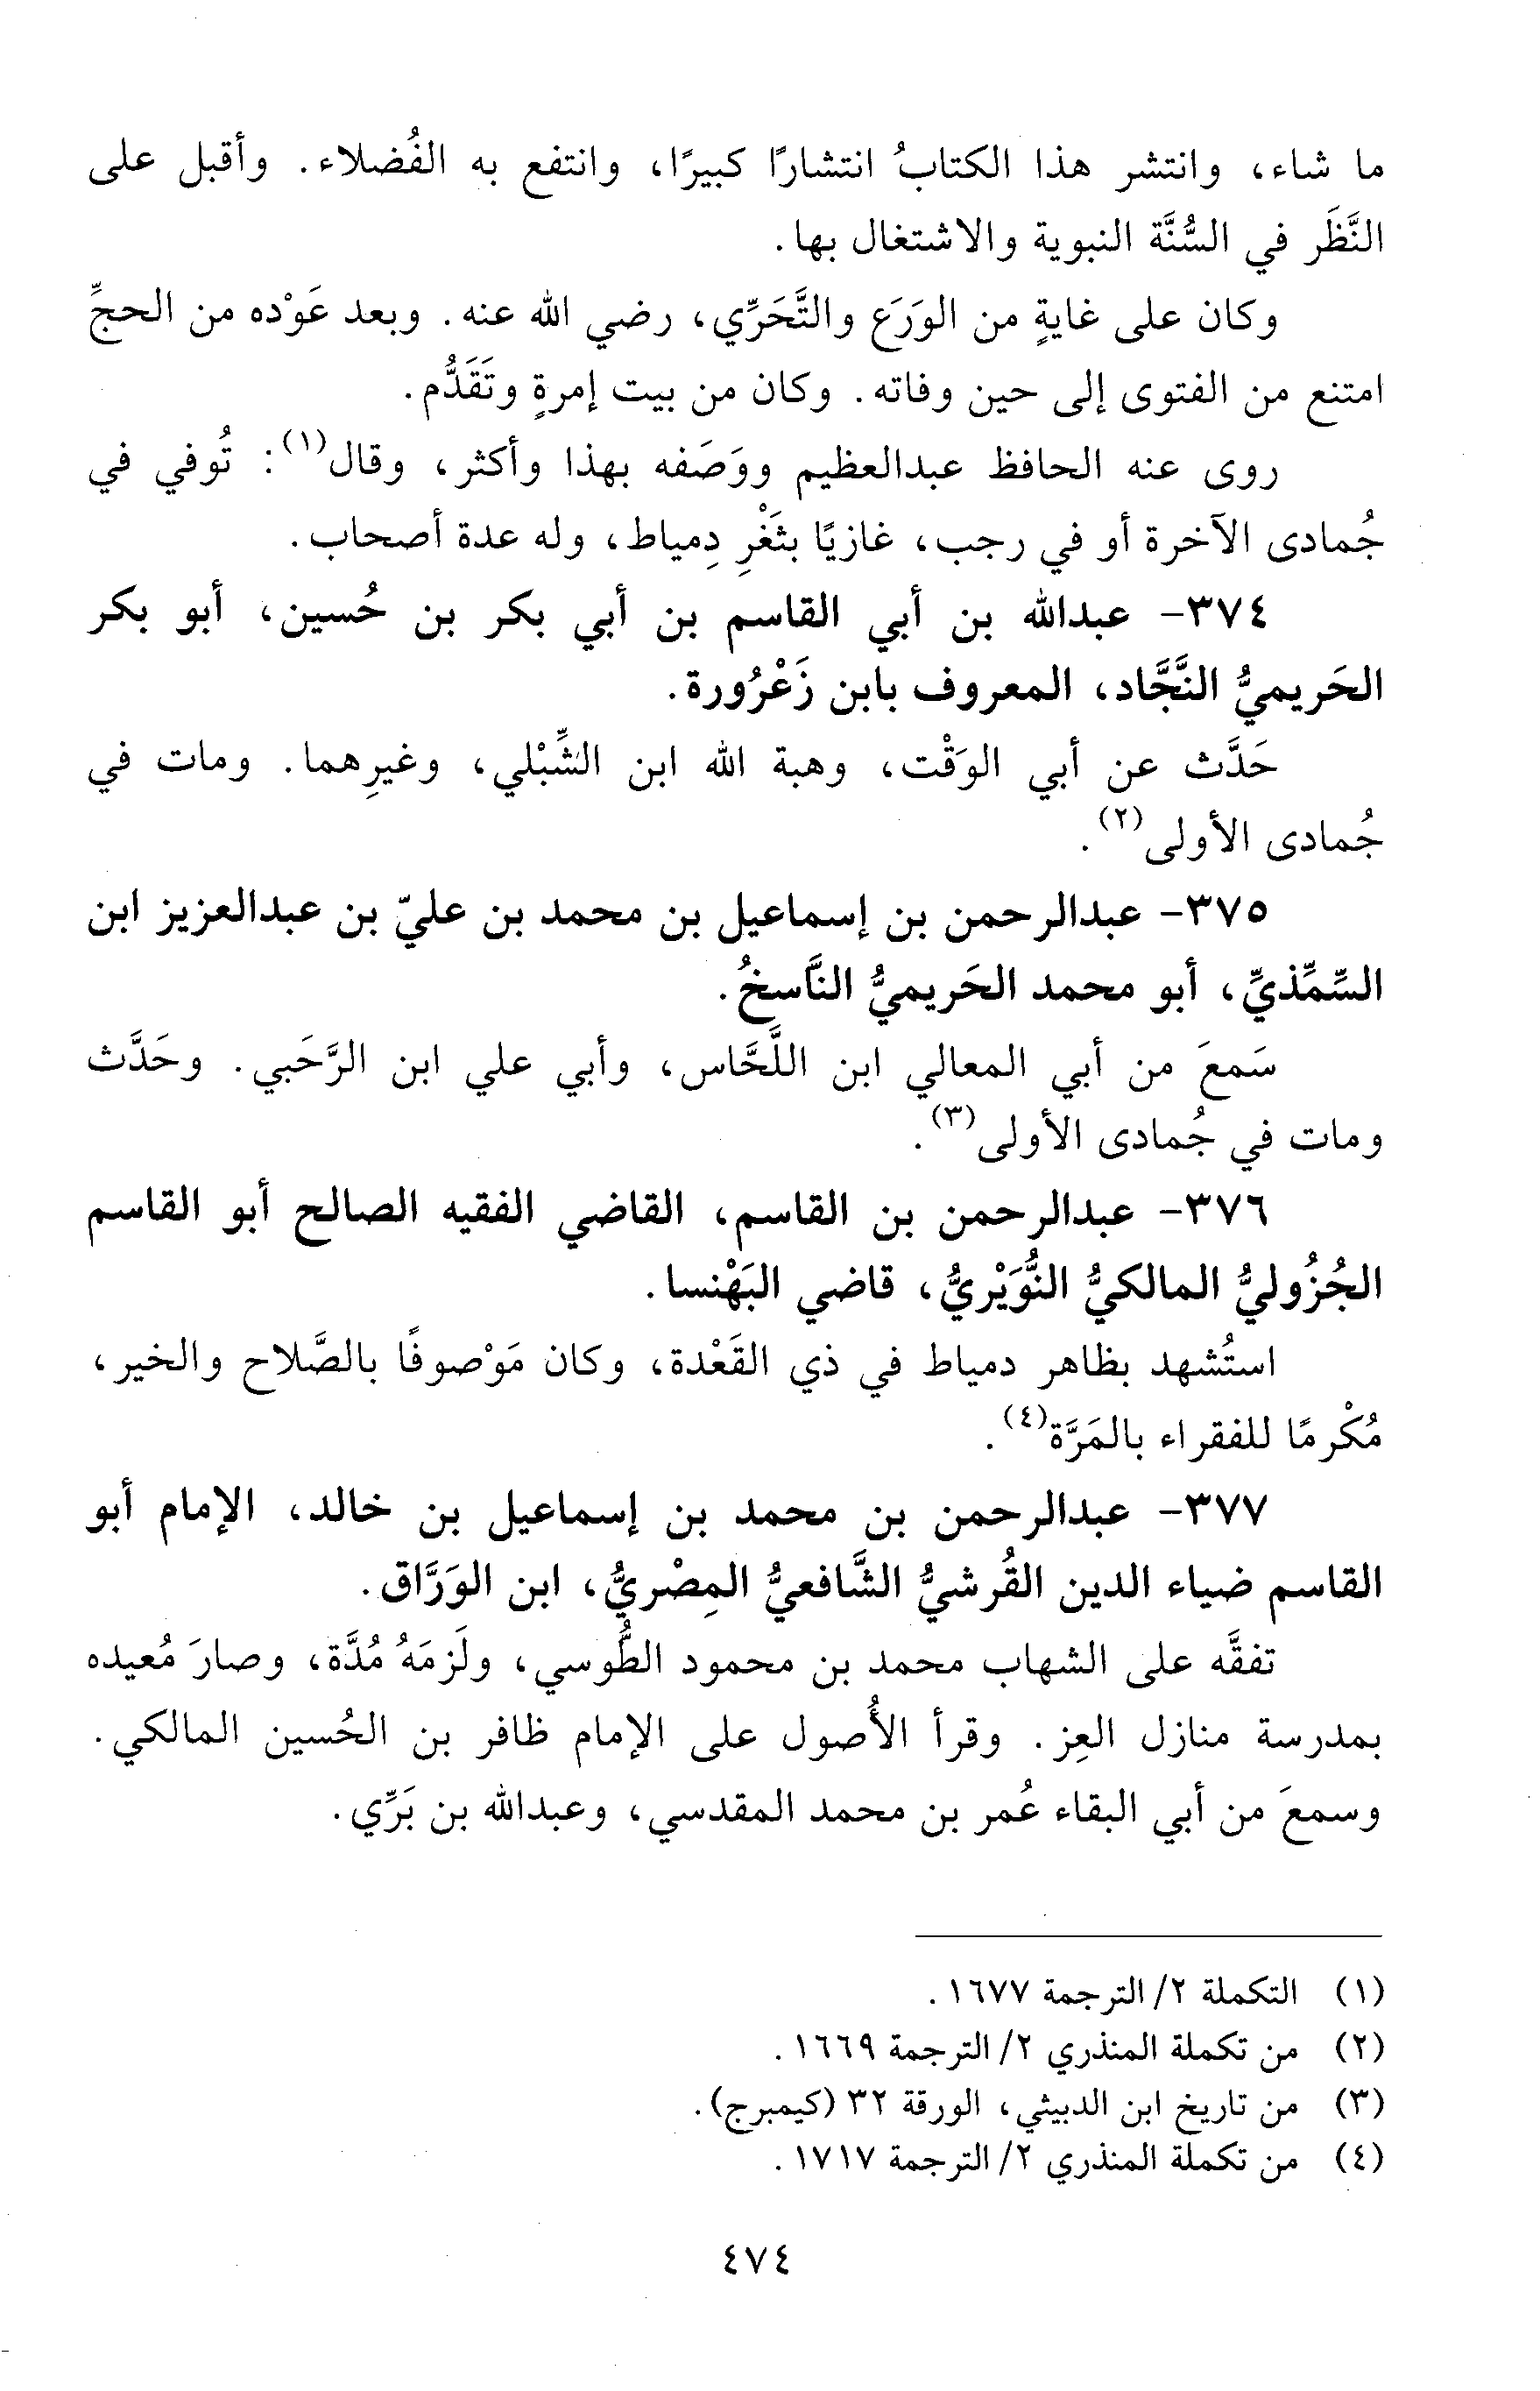 ما شاء، وانتشر هذا الكتابُ انتشارًا كبيرًا، وانتفع به الفُضلاء. وأقبل على
النَّظَر في السُّنَّة النبوية والاشتغال بها.
وكان على غايةٍ من الوَرَع والتَّحَرِّي، رضي الله عنه. وبعد عَوْده من الحجِّ
امتنع من الفتوى إلى حين وفاته. وكان من بيت إمرةٍ وتَقَدُّم.
روى عنه الحافظ عبدالعظيم ووَصَفه بهذا وأكثر، وقال(١): تُوفي في
جُمادى الآخرة أو في رجب، غازيًا بثَغْرِ دِمياط، وله عدة أصحاب.
٣٧٤- عبدالله بن أبي القاسم بن أبي بكر بن حُسين، أبو بكر
الحَريميُّ النَّجَّاد، المعروف بابن زَعْرُورة.
حَدَّث عن أبي الوَقْت، وهبة الله ابن الشِّبْلي، وغيرِهما. ومات في
جُمادى الأولى(٢).
٣٧٥- عبدالرحمن بن إسماعيل بن محمد بن عليّ بن عبدالعزيز ابن
السِّمِّذيِّ، أبو محمد الحَريميُّ النَّاسخُ.
سَمعَ من أبي المعالي ابن اللَّحَّاس، وأبي علي ابن الرَّحَبي. وحَدَّث
ومات في جُمادى الأولى(٣).
٣٧٦- عبدالرحمن بن القاسم، القاضي الفقيه الصالح أبو القاسم
الجُزُوليُّ المالكيُّ النُّوَيْريُّ، قاضي البَهْنسا.
استُشهد بظاهر دمياط في ذي القَعْدة، وكان مَوْصوفًا بالصَّلاح والخير،
مُكْرمًا للفقراء بالمَرَّة(٤).
٣٧٧- عبدالرحمن بن محمد بن إسماعيل بن خالد، الإمام أبو
القاسم ضياء الدين القُرشيُّ الشَّافعيُّ المِصْريُّ، ابن الوَرَّاق.
تفقَّه على الشهاب محمد بن محمود الطُّوسي، ولَزمَهُ مُدَّة، وصارَ مُعيده
بمدرسة منازل العِز. وقرأ الأُصول على الإمام ظافر بن الحُسين المالكي.
وسمعَ من أبي البقاء عُمر بن محمد المقدسي، وعبدالله بن بَرِّي.
(١) التكملة ٢/ الترجمة ١٦٧٧.
(٢) من تكملة المنذري ٢/ الترجمة ١٦٦٩.
(٣) من تاريخ ابن الدبيثي، الورقة ٣٢ (كيمبرج).
(٤) من تكملة المنذري ٢/ الترجمة ١٧١٧.
٤٧٤